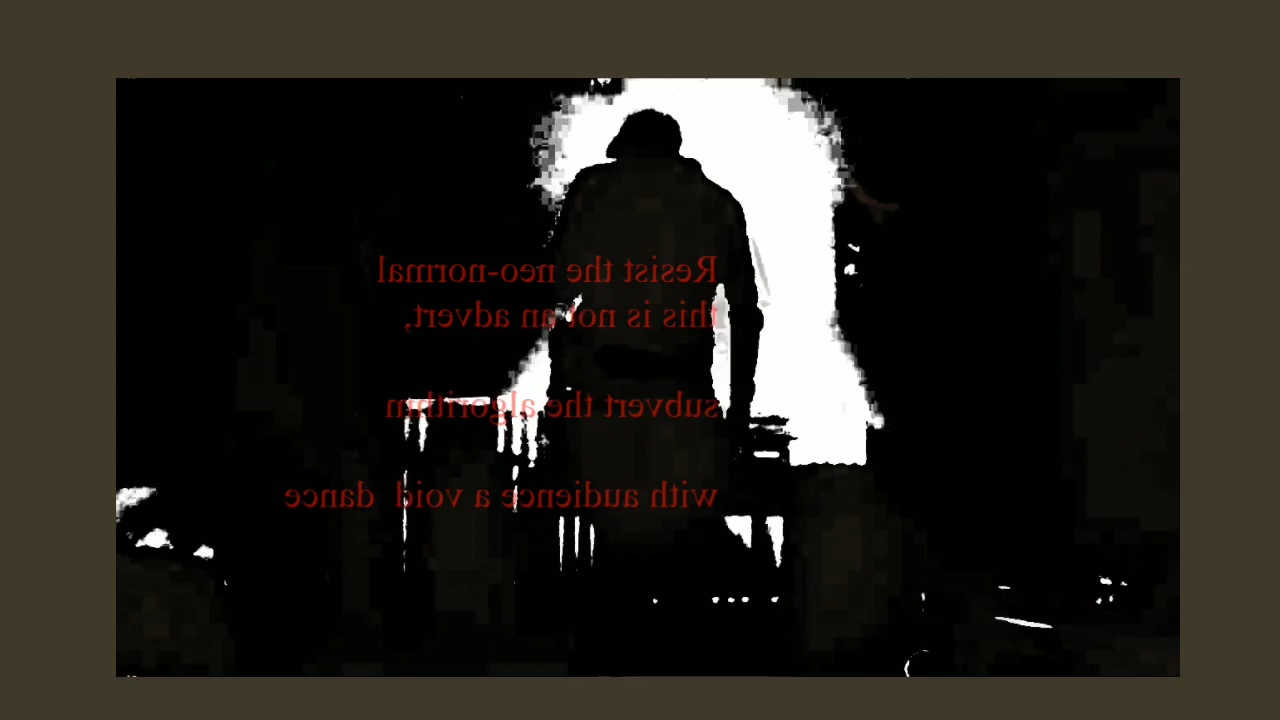 Resist the neo-normal
this is not an advert,
subvert the algorithm
with audience a void dance